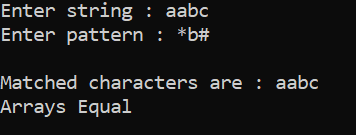 Enter string : aabc
Enter pattern : *b#
Matched characters are : aabc
Arrays Equal